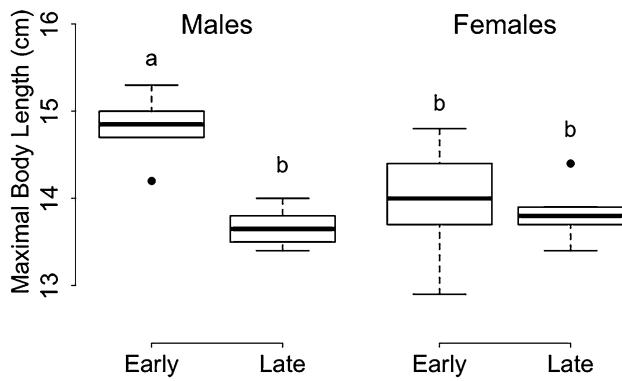 Males
Females
Maximal Body Length (cm)
16
15
14
13
a
b
b
b
Early
Late
Early
Late